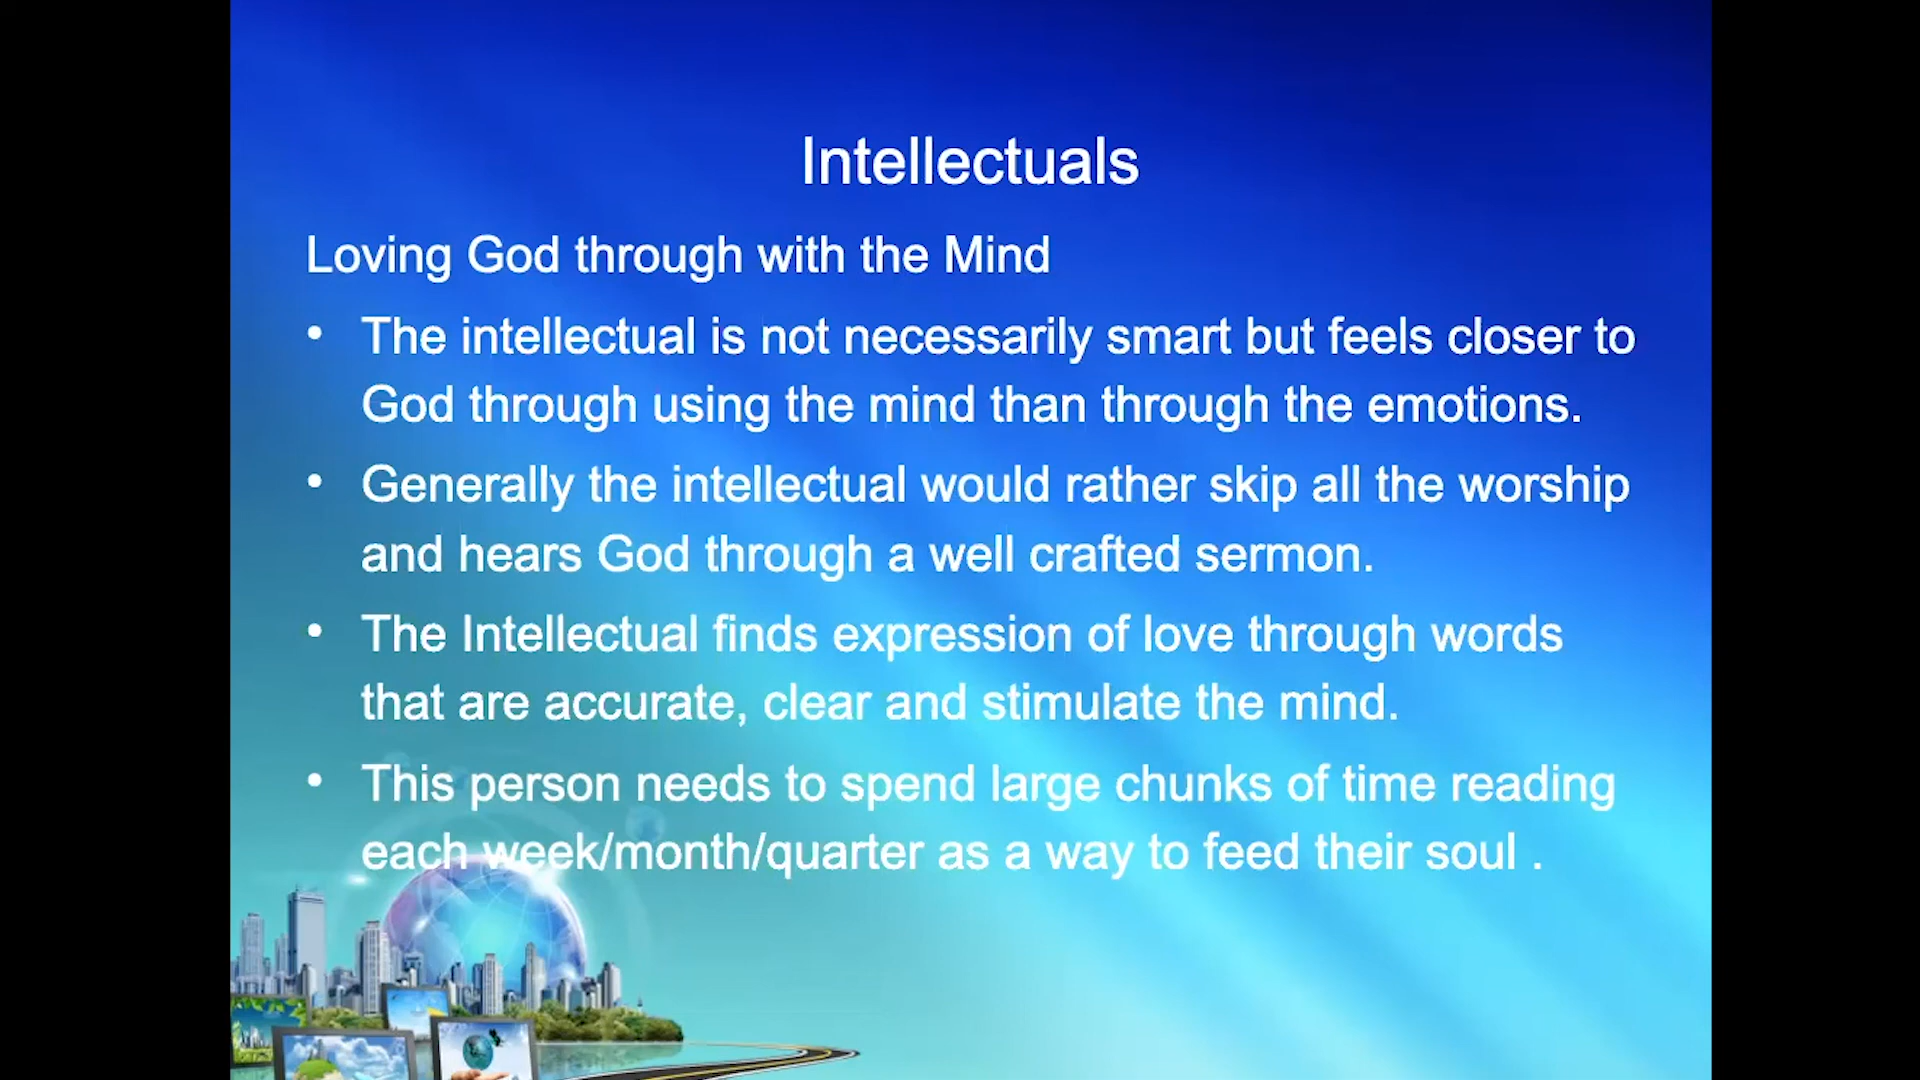 Intellectuals
Loving God through with the Mind
• The intellectual is not necessarily smart but feels closer to
God through using the mind than through the emotions.
• Generally the intellectual would rather skip all the worship
and hears God through a well crafted sermon.
• The Intellectual finds expression of love through words
that are accurate, clear and stimulate the mind.
• This person needs to spend large chunks of time reading
each week/month/quarter as a way to feed their soul .